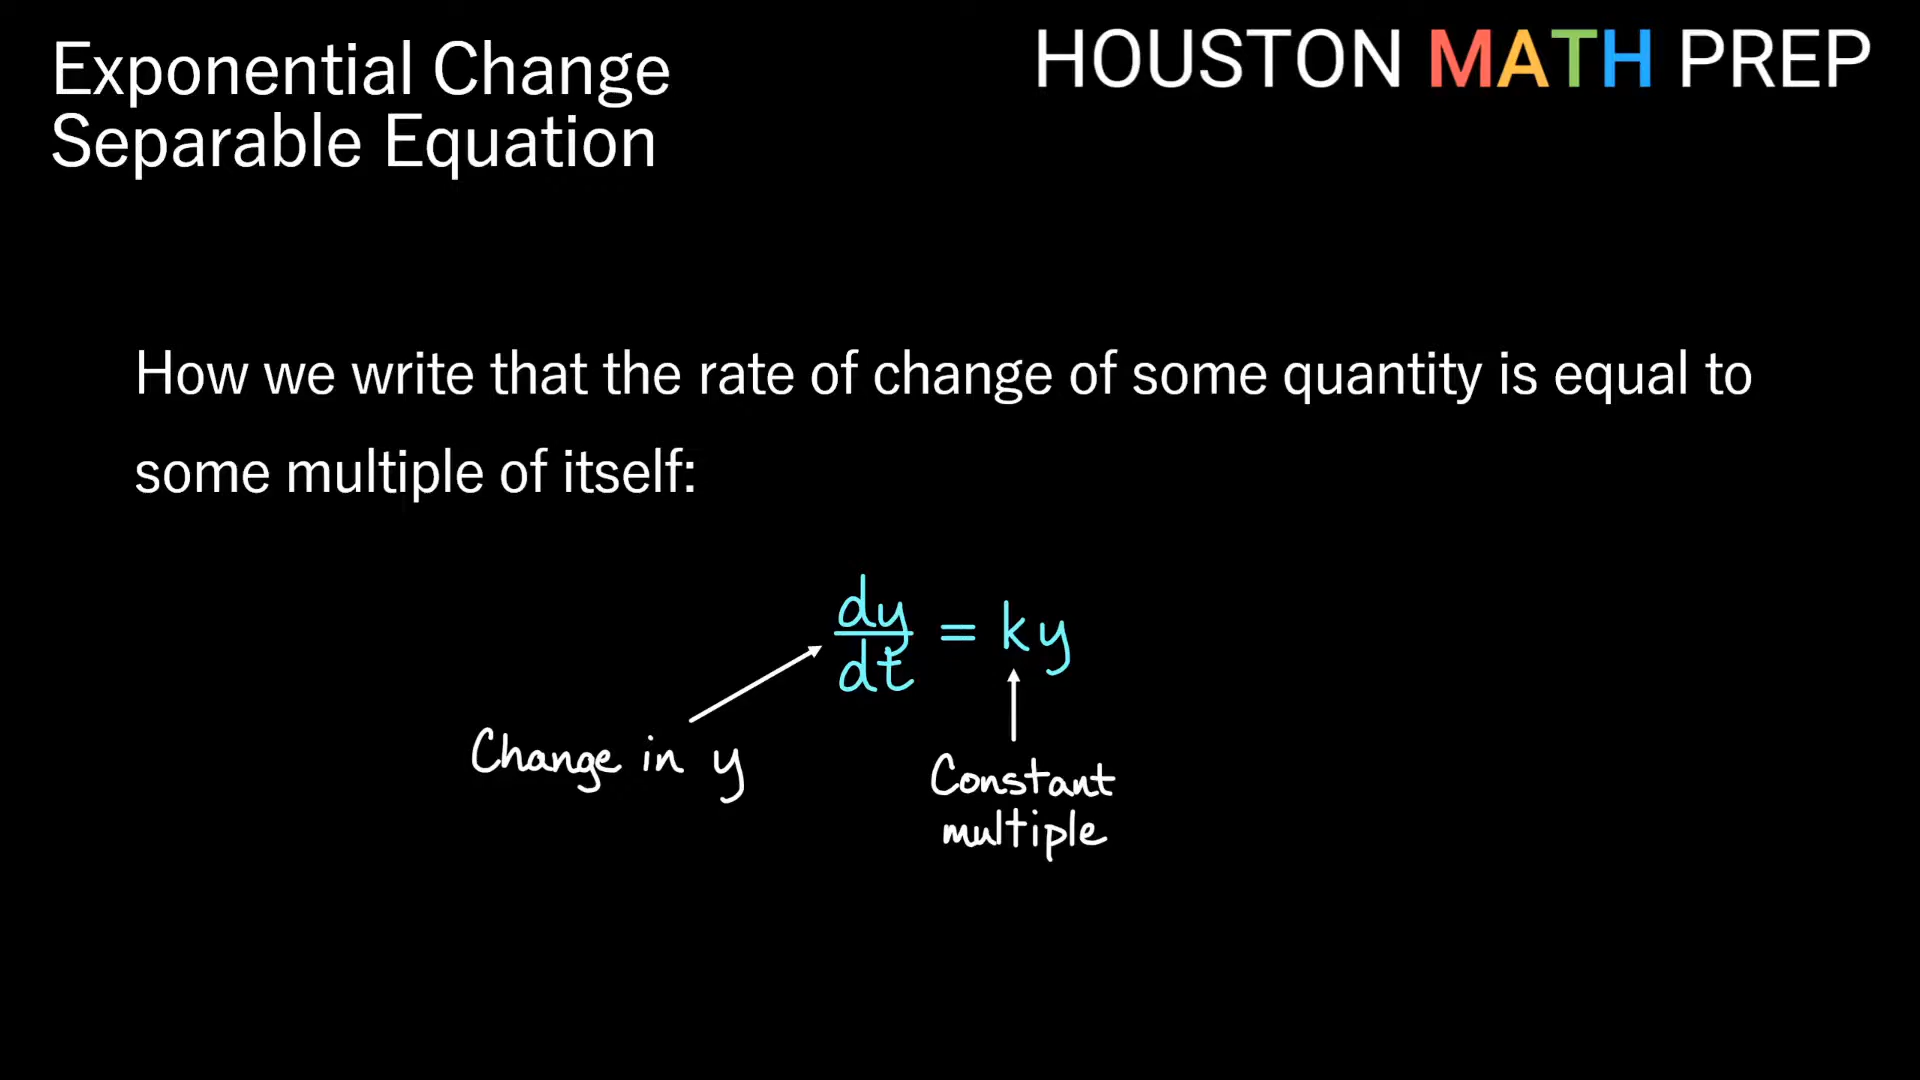 Exponential Change
Separable Equation
HOUSTON MATH PREP
How we write that the rate of change of some quantity is equal to
some multiple of itself:
dy/dt = ky
Change in y
Constant
multiple